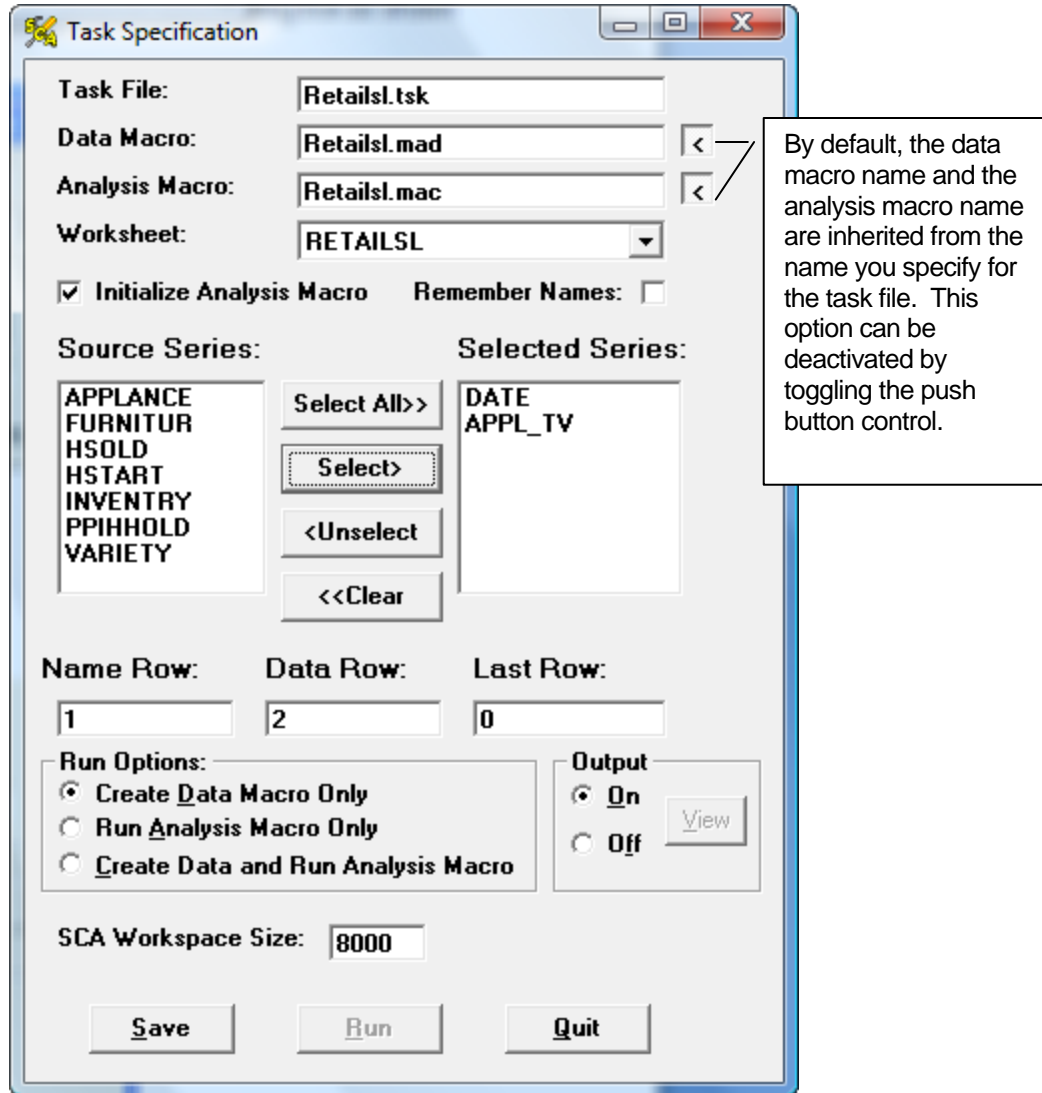 Task Specification
Task File:
Retailsl.tsk
Data Macro:
Retailsl.mad
<
Analysis Macro:
Retailsl.mac
<
Worksheet:
RETAILSL
Initialize Analysis Macro
Remember Names:
By default, the data
macro name and the
analysis macro name
are inherited from the
name you specify for
the task file. This
option can be
deactivated by
toggling the push
button control.
Source Series:
Selected Series:
APPLANCE
FURNITUR
HSOLD
HSTART
INVENTRY
PPIHHOLD
VARIETY
Select All>>
Select>
<Unselect
<<Clear
DATE
APPL_TV
Name Row:
Data Row:
Last Row:
1
2
0
Run Options:
Create Data Macro Only
Run Analysis Macro Only
Create Data and Run Analysis Macro
Output
On
Off
View
SCA Workspace Size:
8000
Save
Run
Quit